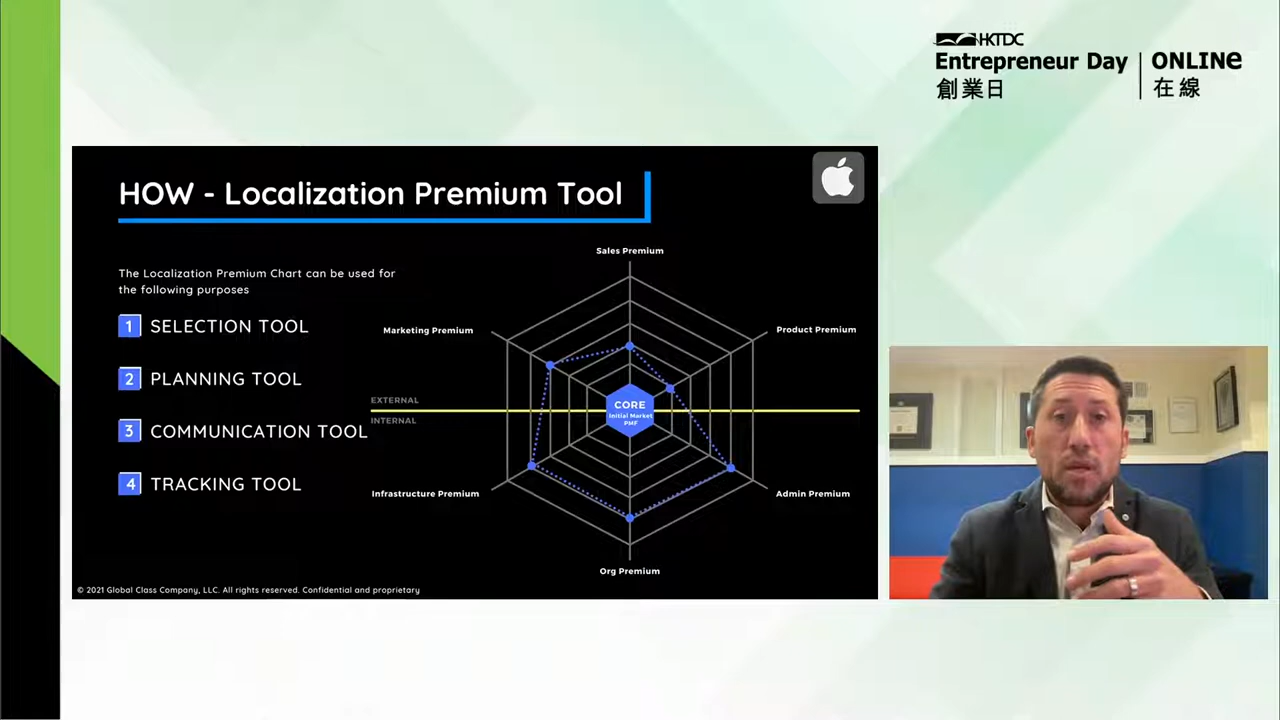 HKTDC
Entrepreneur Day
創業日
ONLINE
在線
HOW - Localization Premium Tool
The Localization Premium Chart can be used for
the following purposes
1 SELECTION TOOL
2 PLANNING TOOL
3 COMMUNICATION TOOL
4 TRACKING TOOL
Sales Premium
Marketing Premium
Product Premium
EXTERNAL
INTERNAL
CORE
Initial Market
PMF
Infrastructure Premium
Admin Premium
Org Premium
© 2021 Global Class Company, LLC. All rights reserved. Confidential and proprietary